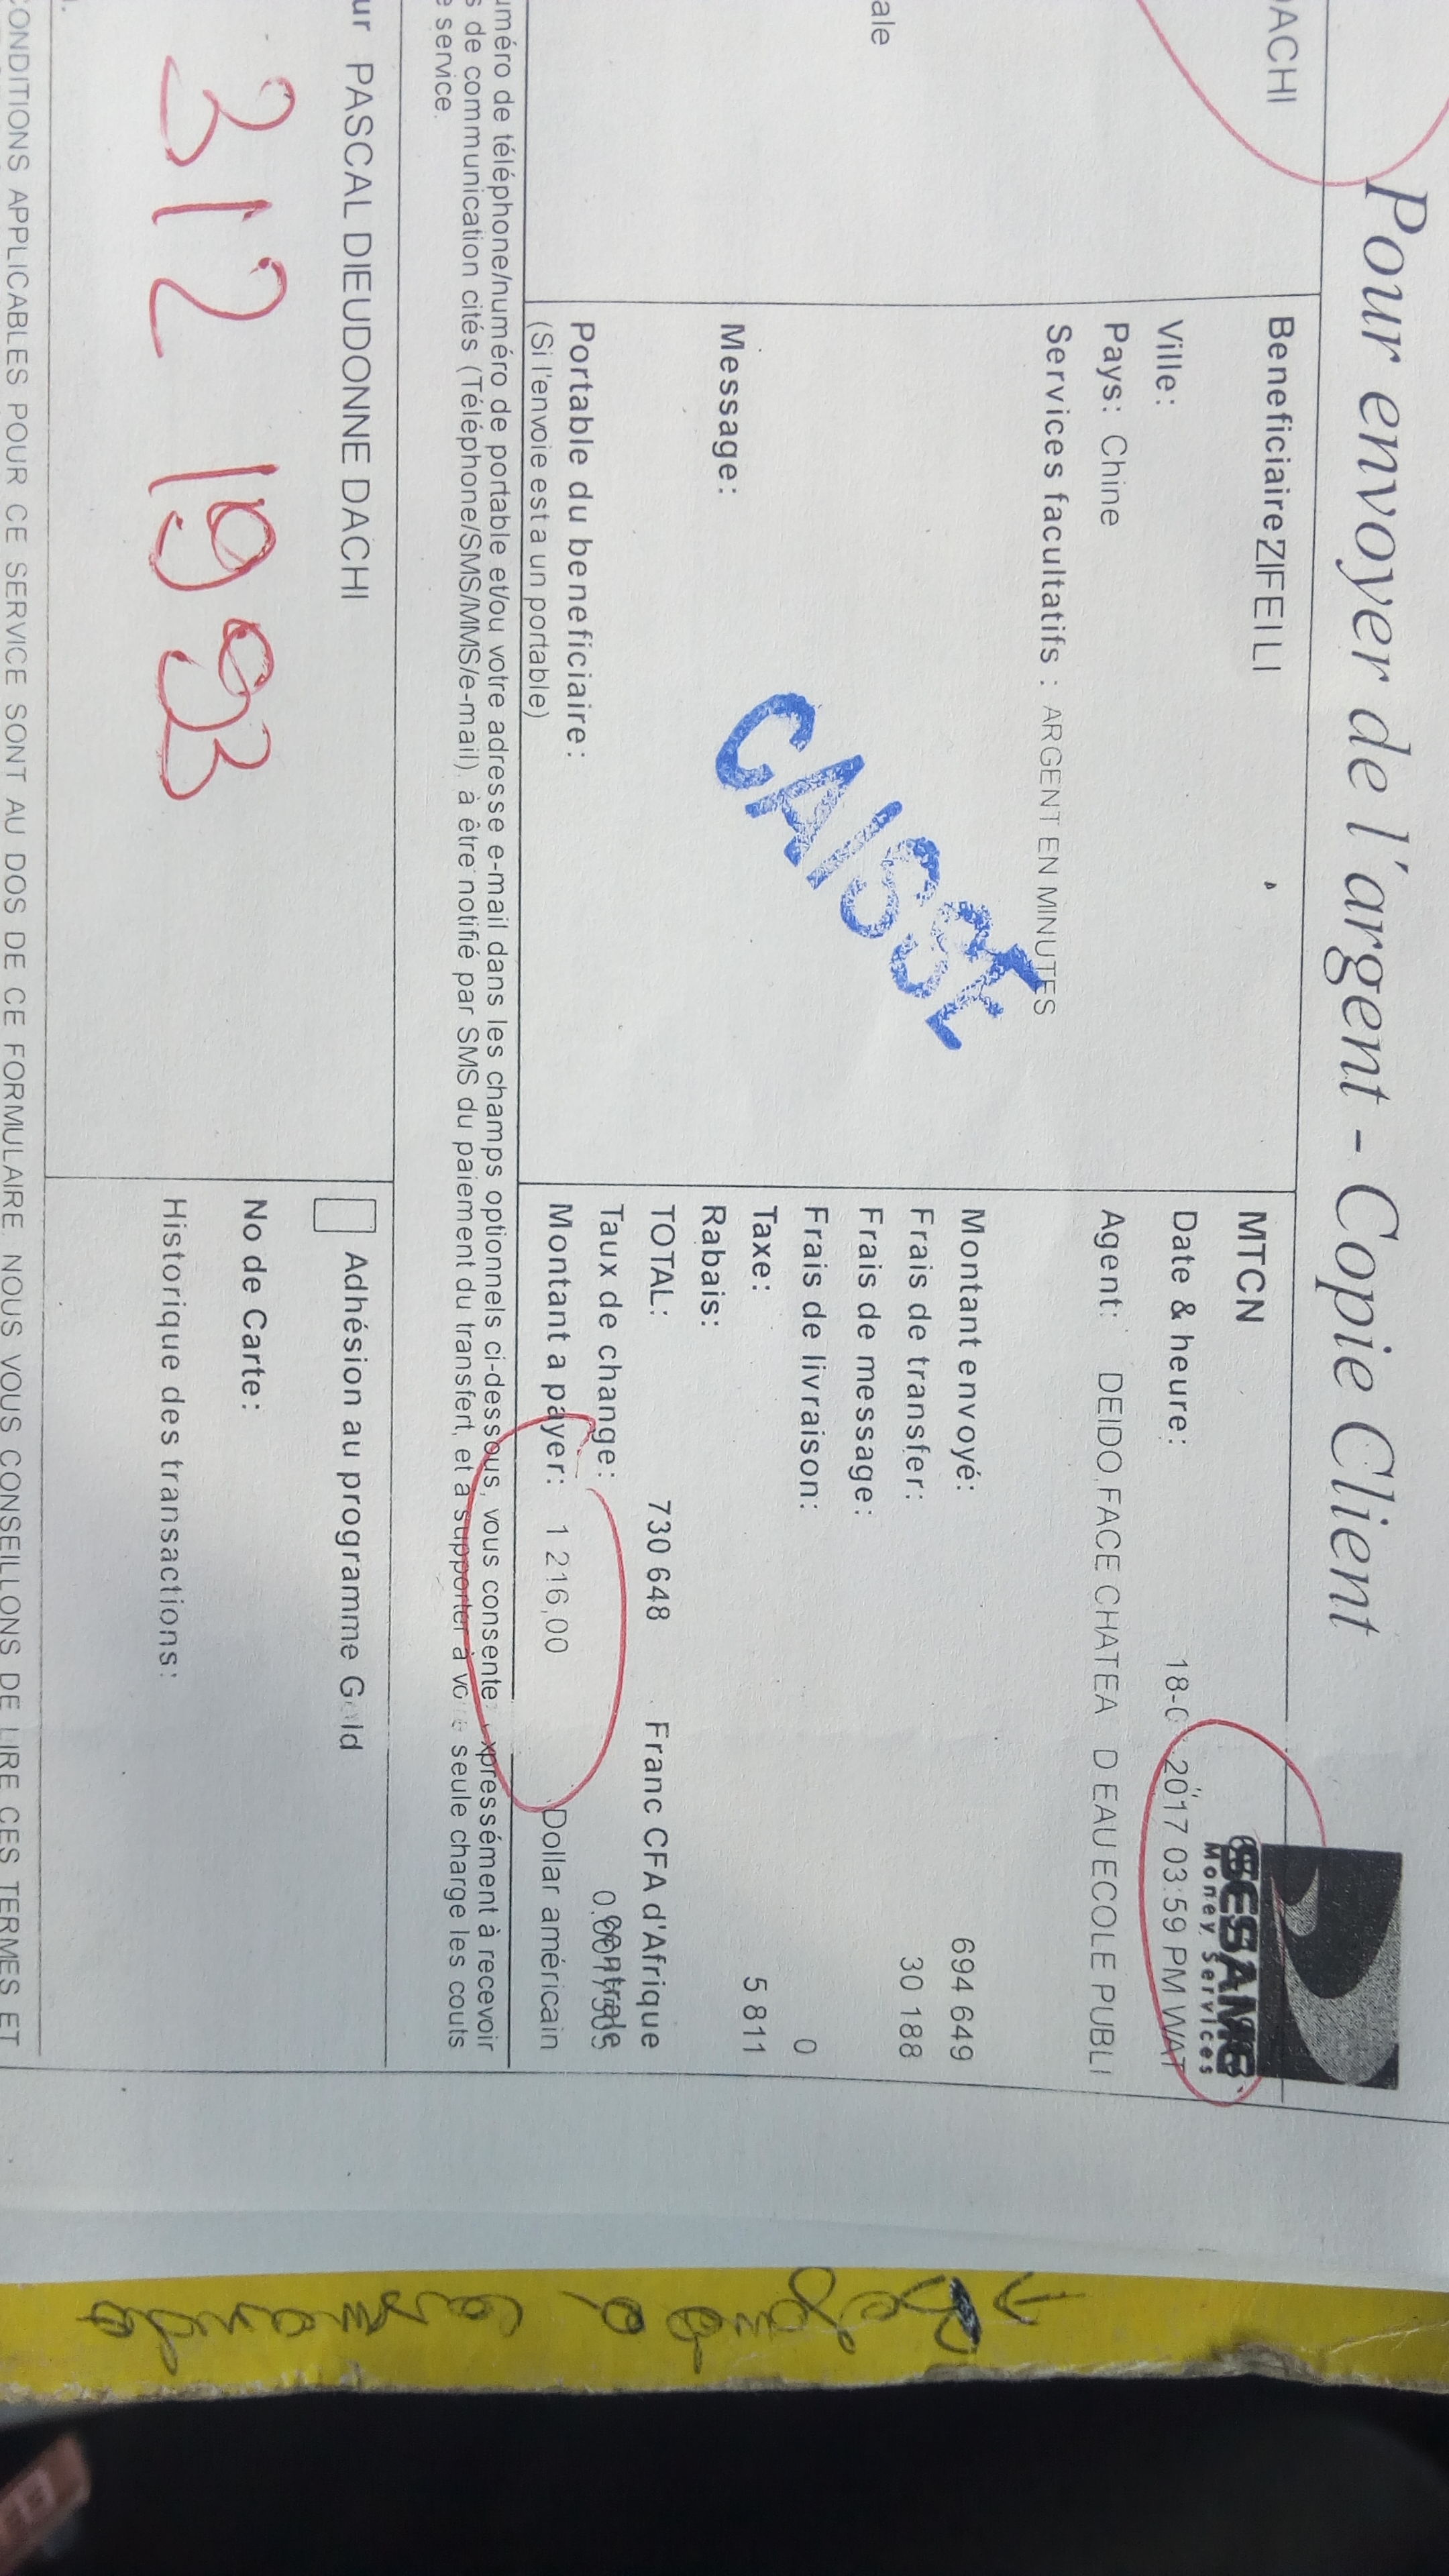 Pour envoyer de l'argent - Copie Client
SESAME
Money Services
DACHI
ale
Beneficiaire ZIFEI LI
Ville:
Pays: Chine
Services facultatifs : ARGENT EN MINUTES
CAISSE
Message:
Portable du beneficiaire:
(Si l'envoie est a un portable)
MTCN
Date & heure: 2017 03:59 PM WAT
Agent: DEIDO FACE CHATEA D EAU ECOLE PUBLI
Montant envoyé: 694 649
Frais de transfer: 30 188
Frais de message:
Frais de livraison: 0
Taxe: 5 811
Rabais:
TOTAL: 730 648 Franc CFA d'Afrique
Taux de change:
Montant a payer: 1 216,00 Dollar américain
uméro de téléphone/numéro de portable et/ou votre adresse e-mail dans les champs optionnels ci-dessous, vous consente expressément à recevoir
s de communication cités (Téléphone/SMS/MMS/e-mail). à être notifié par SMS du paiement du transfert, et à supporter à seule charge les couts
e service.
ur PASCAL DIEUDONNE DACHI
312 1993
Adhésion au programme Gold
No de Carte:
Historique des transactions:
CONDITIONS APPLICABLES POUR CE SERVICE SONT AU DOS DE CE FORMULAIRE. NOUS VOUS CONSEILLONS DE LIRE CES TERMES ET